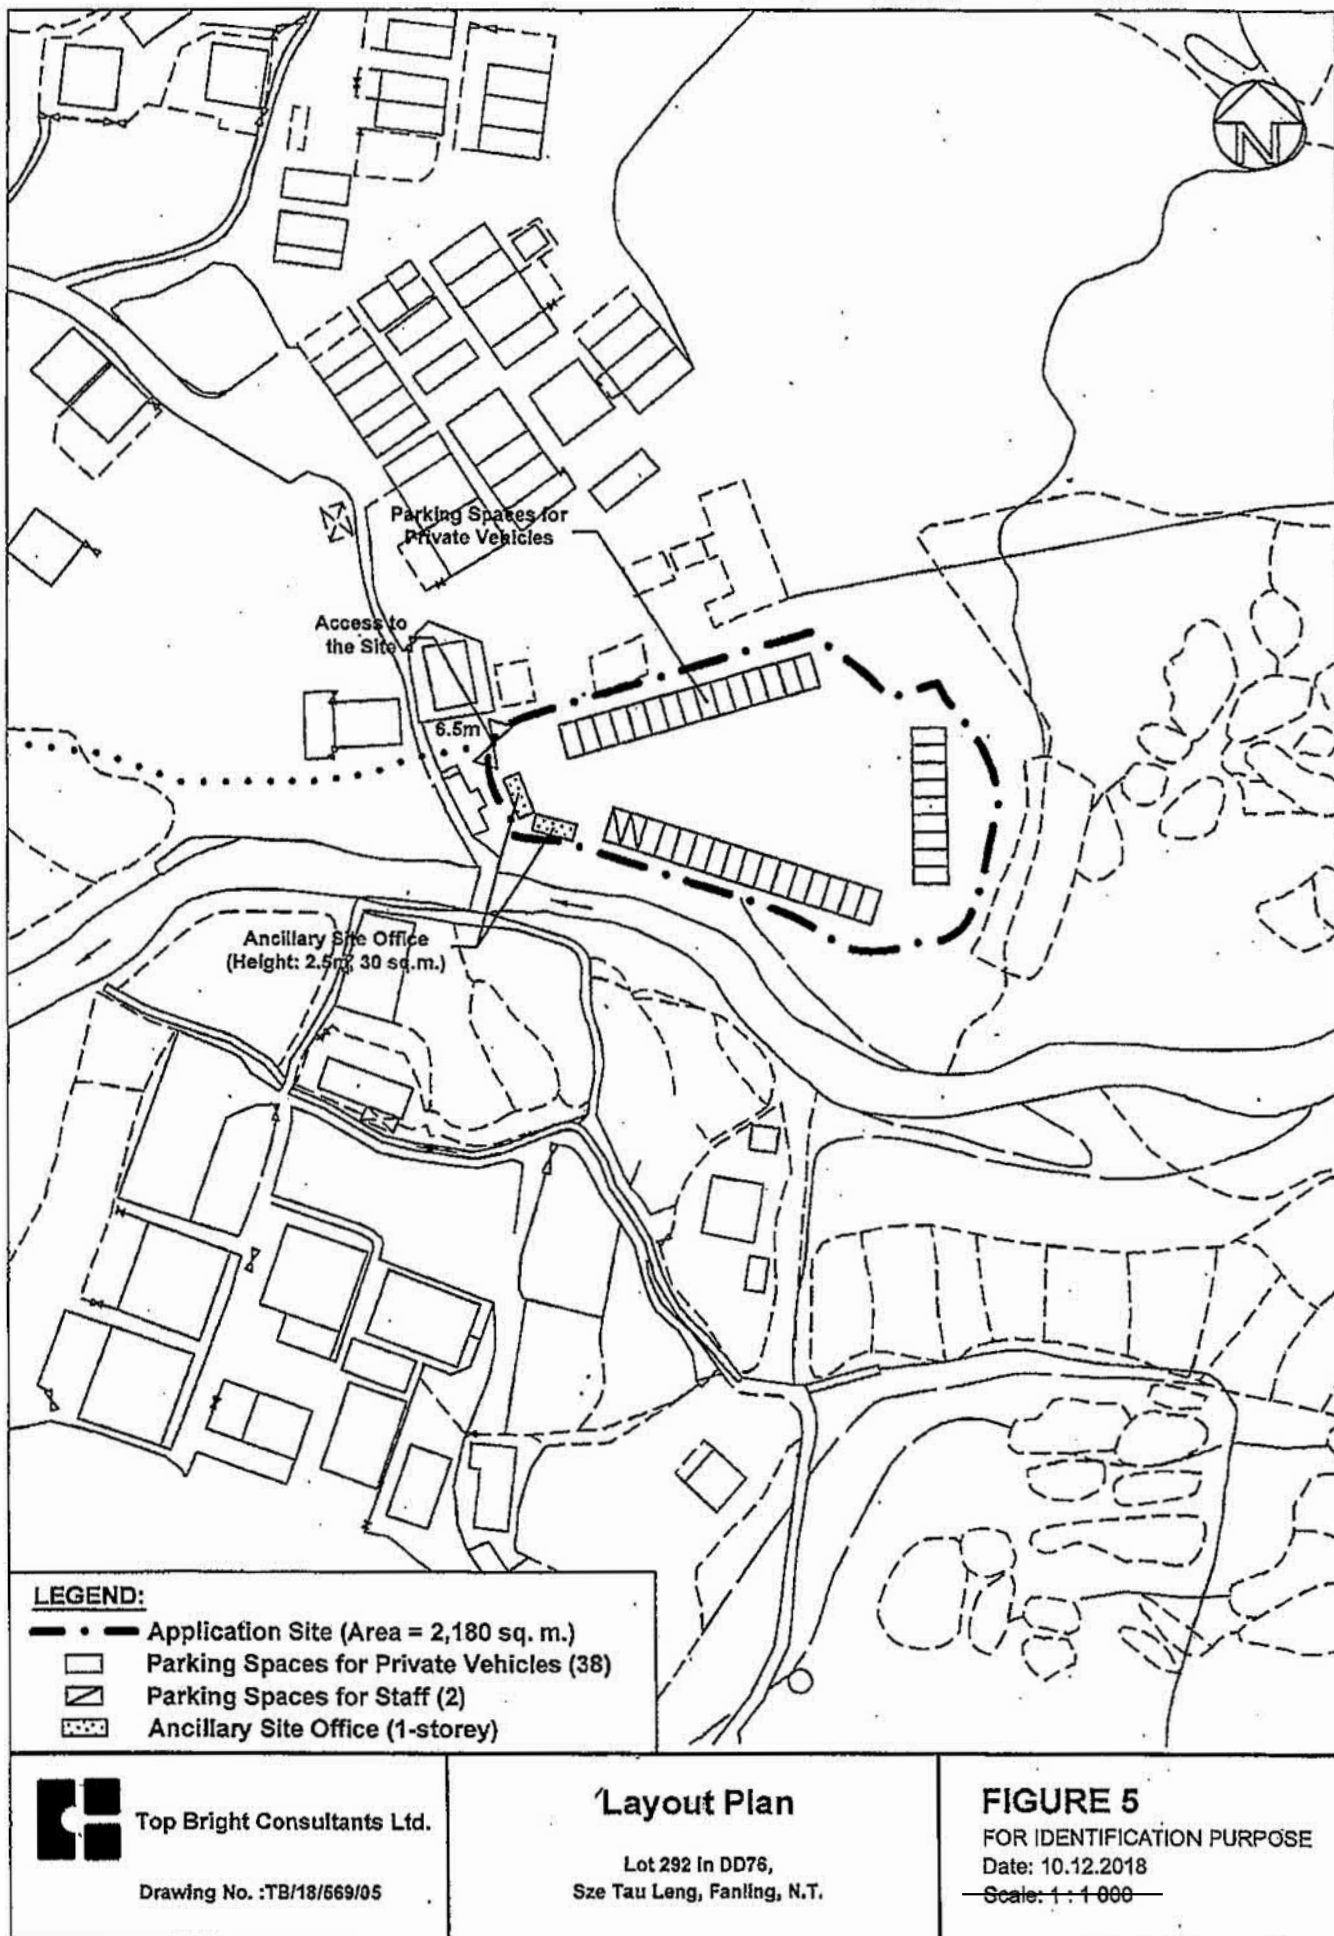 N
Parking Spaces for
Private Vehicles
Access to
the Site
6.5m
Ancillary Site Office
(Height: 2.5m, 30 sq.m.)
LEGEND:
Application Site (Area = 2,180 sq. m.)
Parking Spaces for Private Vehicles (38)
Parking Spaces for Staff (2)
Ancillary Site Office (1-storey)
Top Bright Consultants Ltd.
Drawing No. :TB/18/569/05
Layout Plan
Lot 292 in DD76,
Sze Tau Leng, Fanling, N.T.
FIGURE 5
FOR IDENTIFICATION PURPOSE
Date: 10.12.2018
Scale: 1 : 1 000